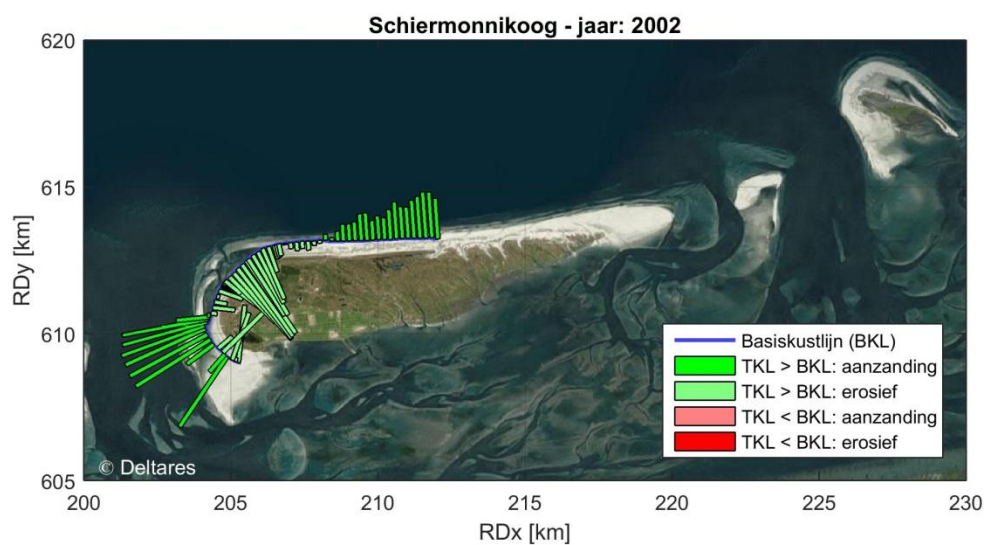 Schiermonnikoog - jaar: 2002
620
615
610
605
RDy [km]
Basiskustlijn (BKL)
TKL > BKL: aanzanding
TKL > BKL: erosief
TKL < BKL: aanzanding
TKL < BKL: erosief
© Deltares
200 205 210 215 220 225 230
RDx [km]